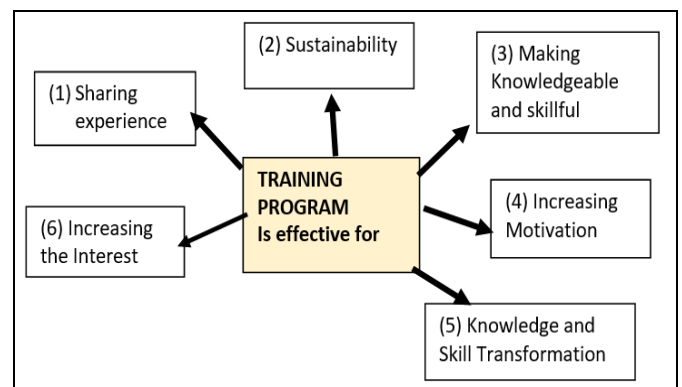 (1) Sharing
experience
(2) Sustainability
(3) Making
Knowledgeable
and skillful
TRAINING
PROGRAM
Is effective for
(4) Increasing
Motivation
(5) Knowledge and
Skill Transformation
(6) Increasing
the Interest